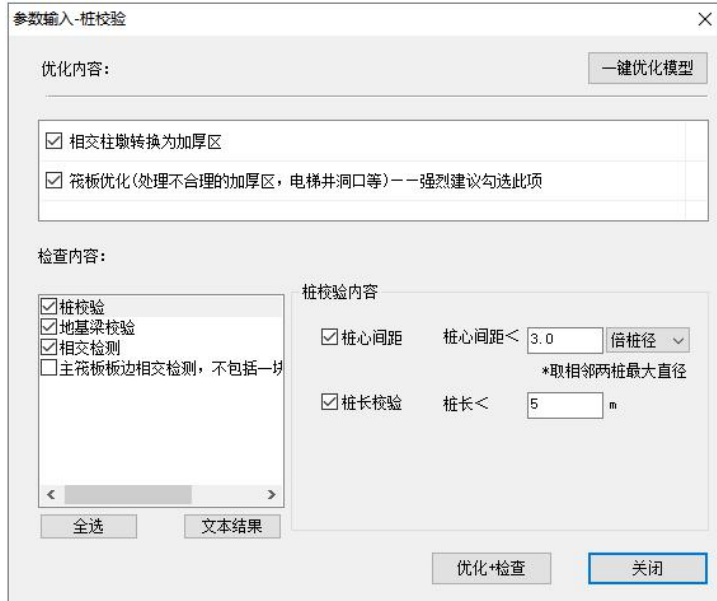 参数输入-桩校验
优化内容：
一键优化模型
相交柱墩转换为加厚区
筏板优化(处理不合理的加厚区，电梯井洞口等)——强烈建议勾选此项
检查内容：
桩校验
地基梁校验
相交检测
主筏板板边相交检测，不包括一块
桩校验内容
桩心间距 桩心间距< 3.0 倍桩径
*取相邻两桩最大直径
桩长校验 桩长< 5 m
全选 文本结果
优化+检查 关闭